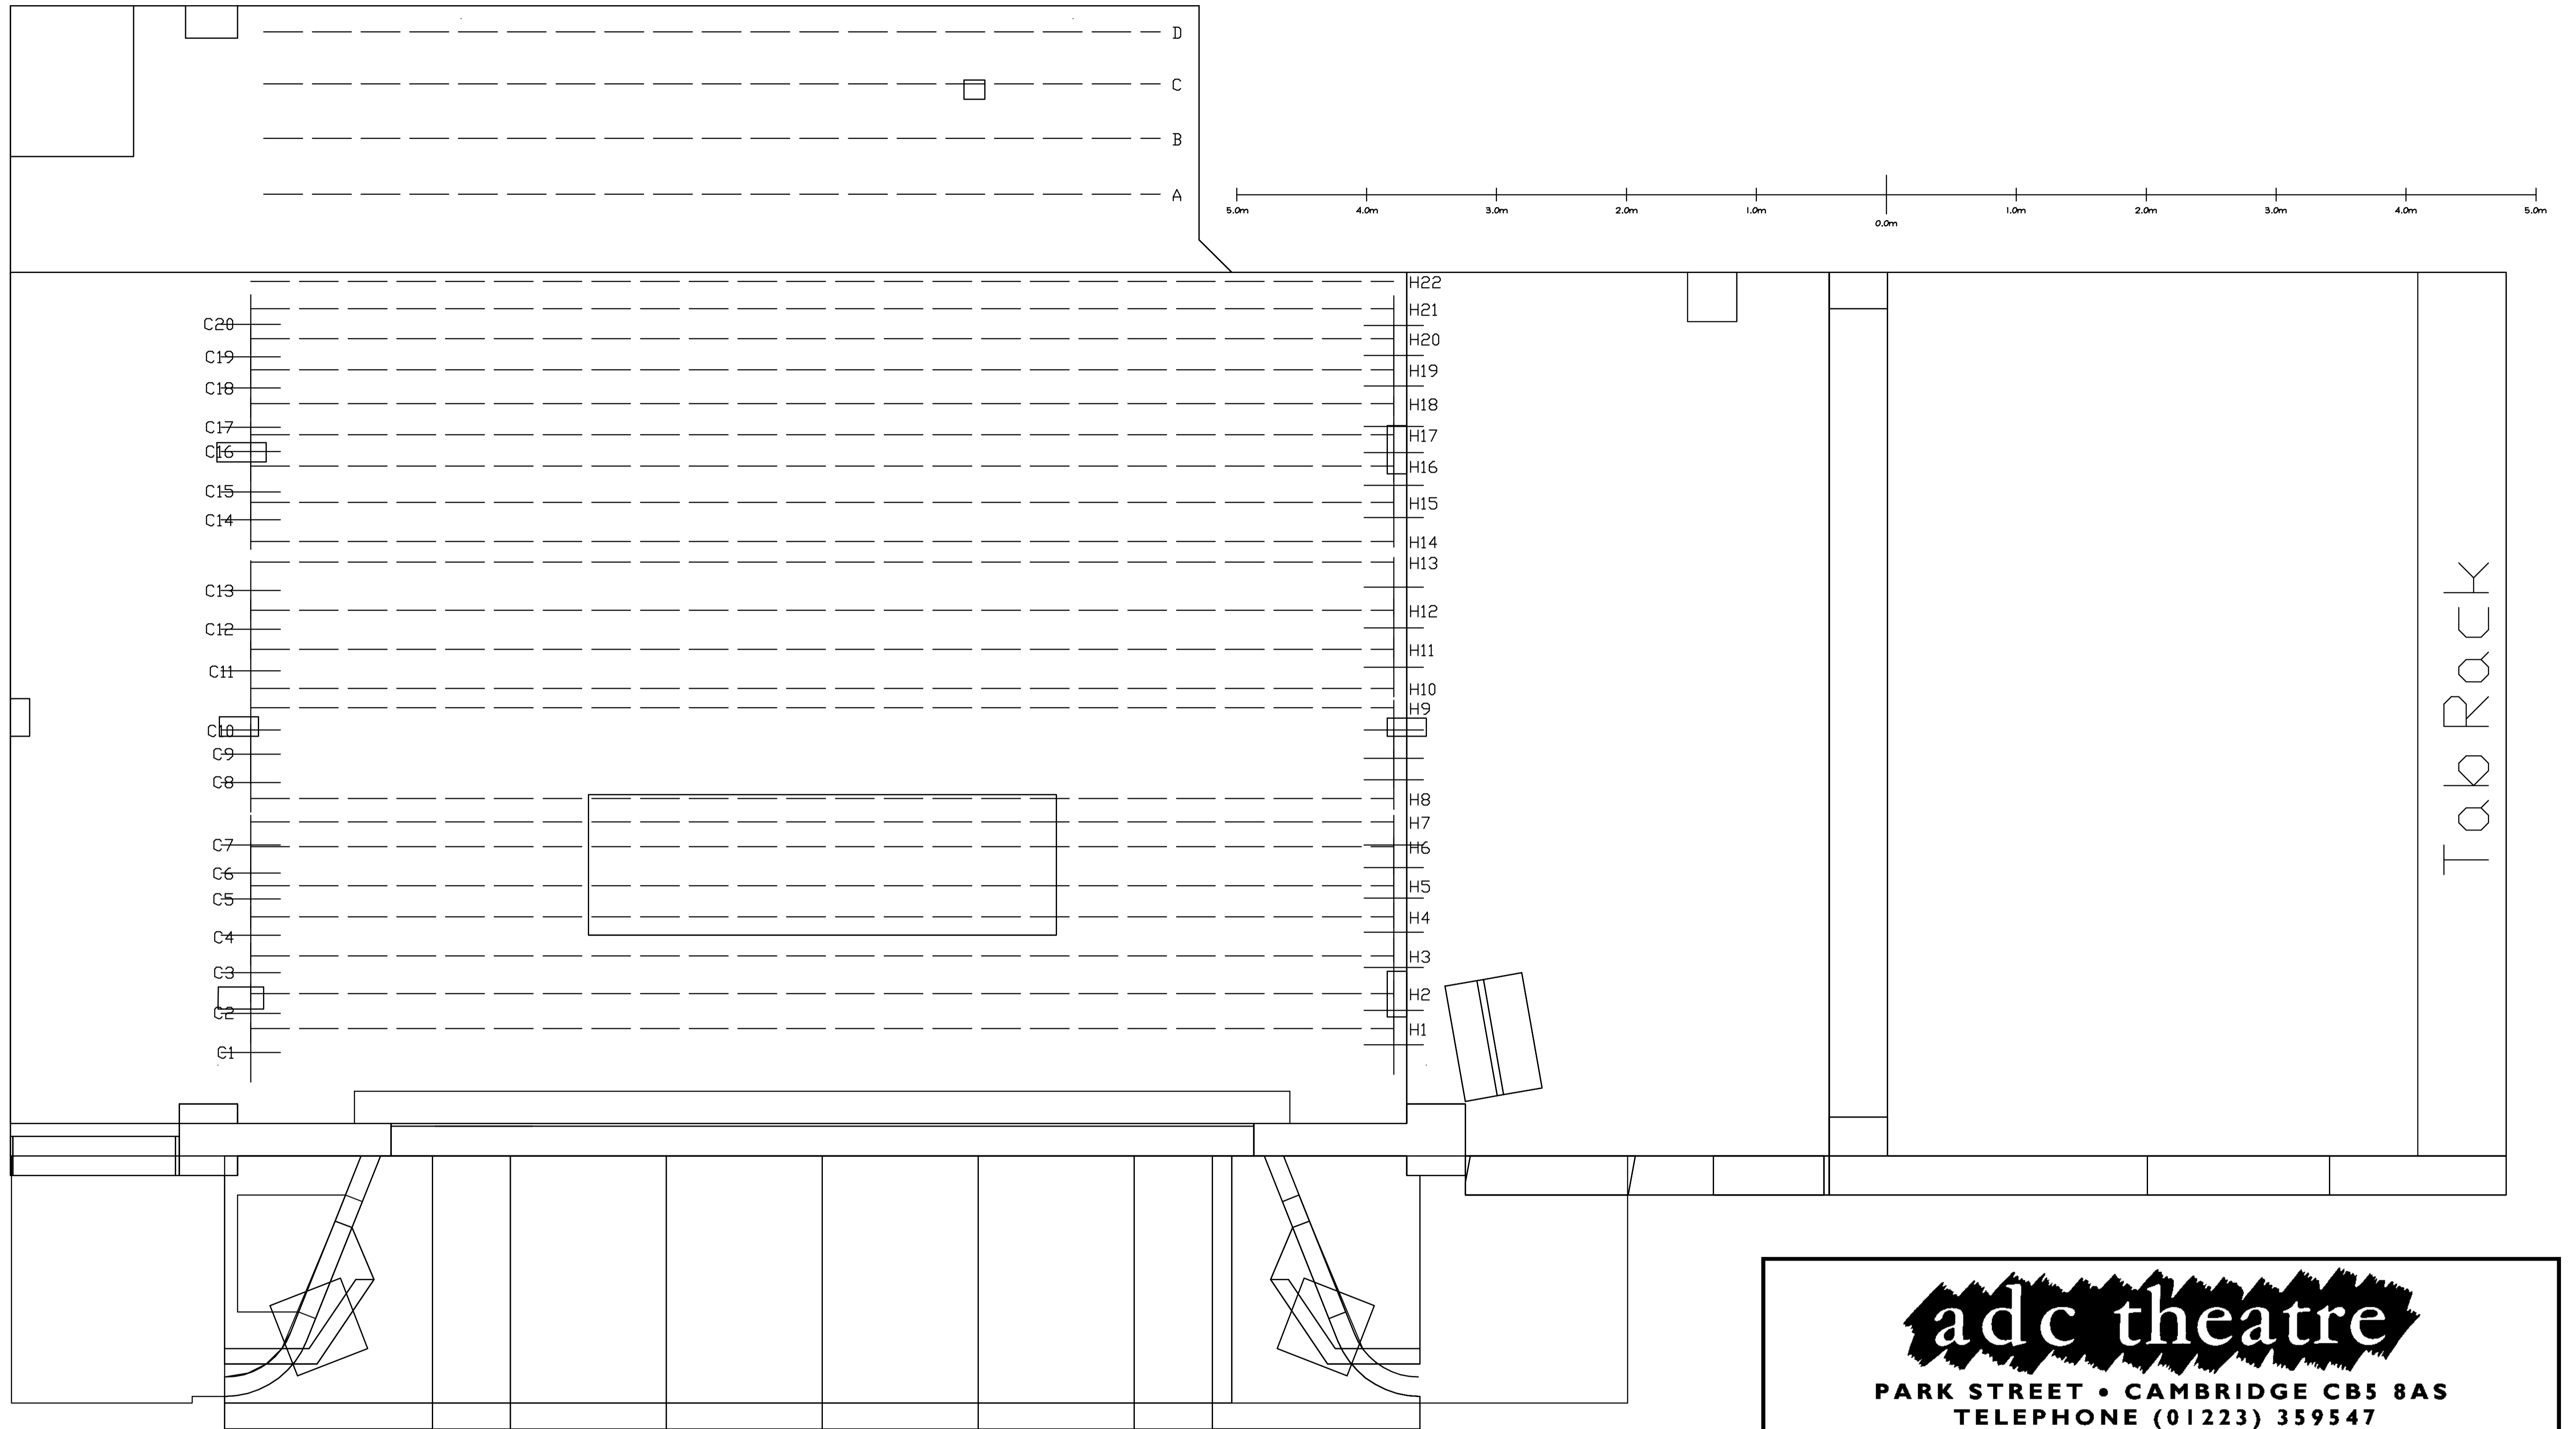 D
C
B
A
5.0m 4.0m 3.0m 2.0m 1.0m 0.0m 1.0m 2.0m 3.0m 4.0m 5.0m
H22
H21
C20
H20
C19
H19
C18
H18
C17
H17
C16
H16
C15
H15
C14
H14
H13
C13
H12
C12
H11
C11
H10
H9
C10
C9
C8
H8
H7
C7
H6
C6
H5
C5
H4
C4
H3
C3
H2
C2
H1
C1
Tab Rack
adc theatre
PARK STREET • CAMBRIDGE CB5 8AS
TELEPHONE (01223) 359547